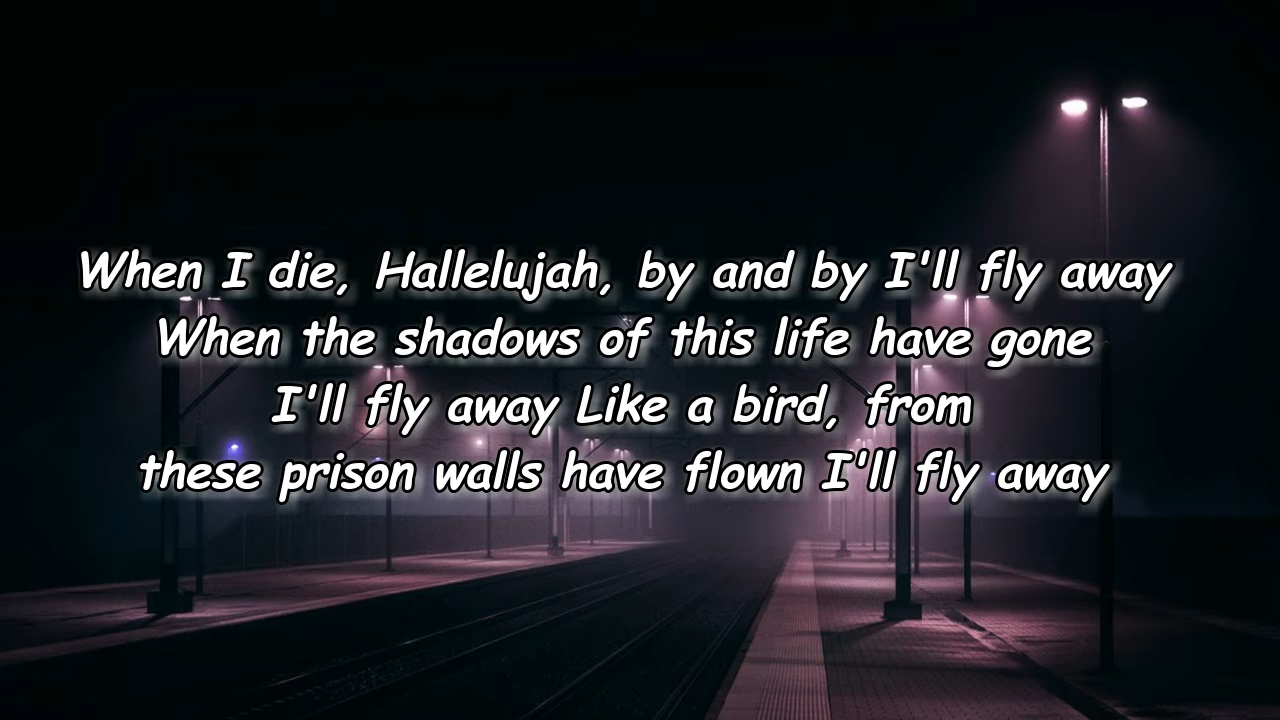 When I die, Hallelujah, by and by I'll fly away
When the shadows of this life have gone
I'll fly away Like a bird, from
these prison walls have flown I'll fly away